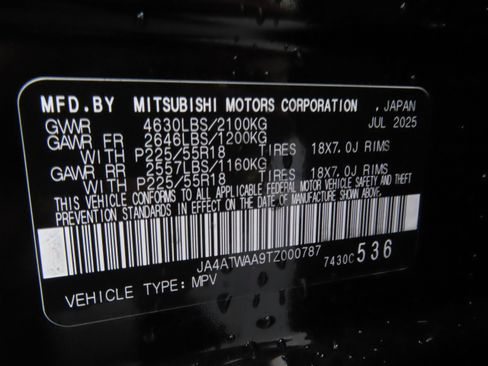 MFD.BY MITSUBISHI MOTORS CORPORATION , JAPAN
GVWR 4630LBS/2100KG JUL 2025
GAWR FR 2646LBS/1200KG
WITH P225/55R18 TIRES 18X7.0J RIMS
GAWR RR 2557LBS/1160KG
WITH P225/55R18 TIRES 18X7.0J RIMS
THIS VEHICLE CONFORMS TO ALL APPLICABLE FEDERAL MOTOR VEHICLE SAFETY AND THEFT
PREVENTION STANDARDS IN EFFECT ON THE DATE OF MANUFACTURE SHOWN ABOVE.
JA4ATWAA9TZ000787 7430C 536
VEHICLE TYPE: MPV